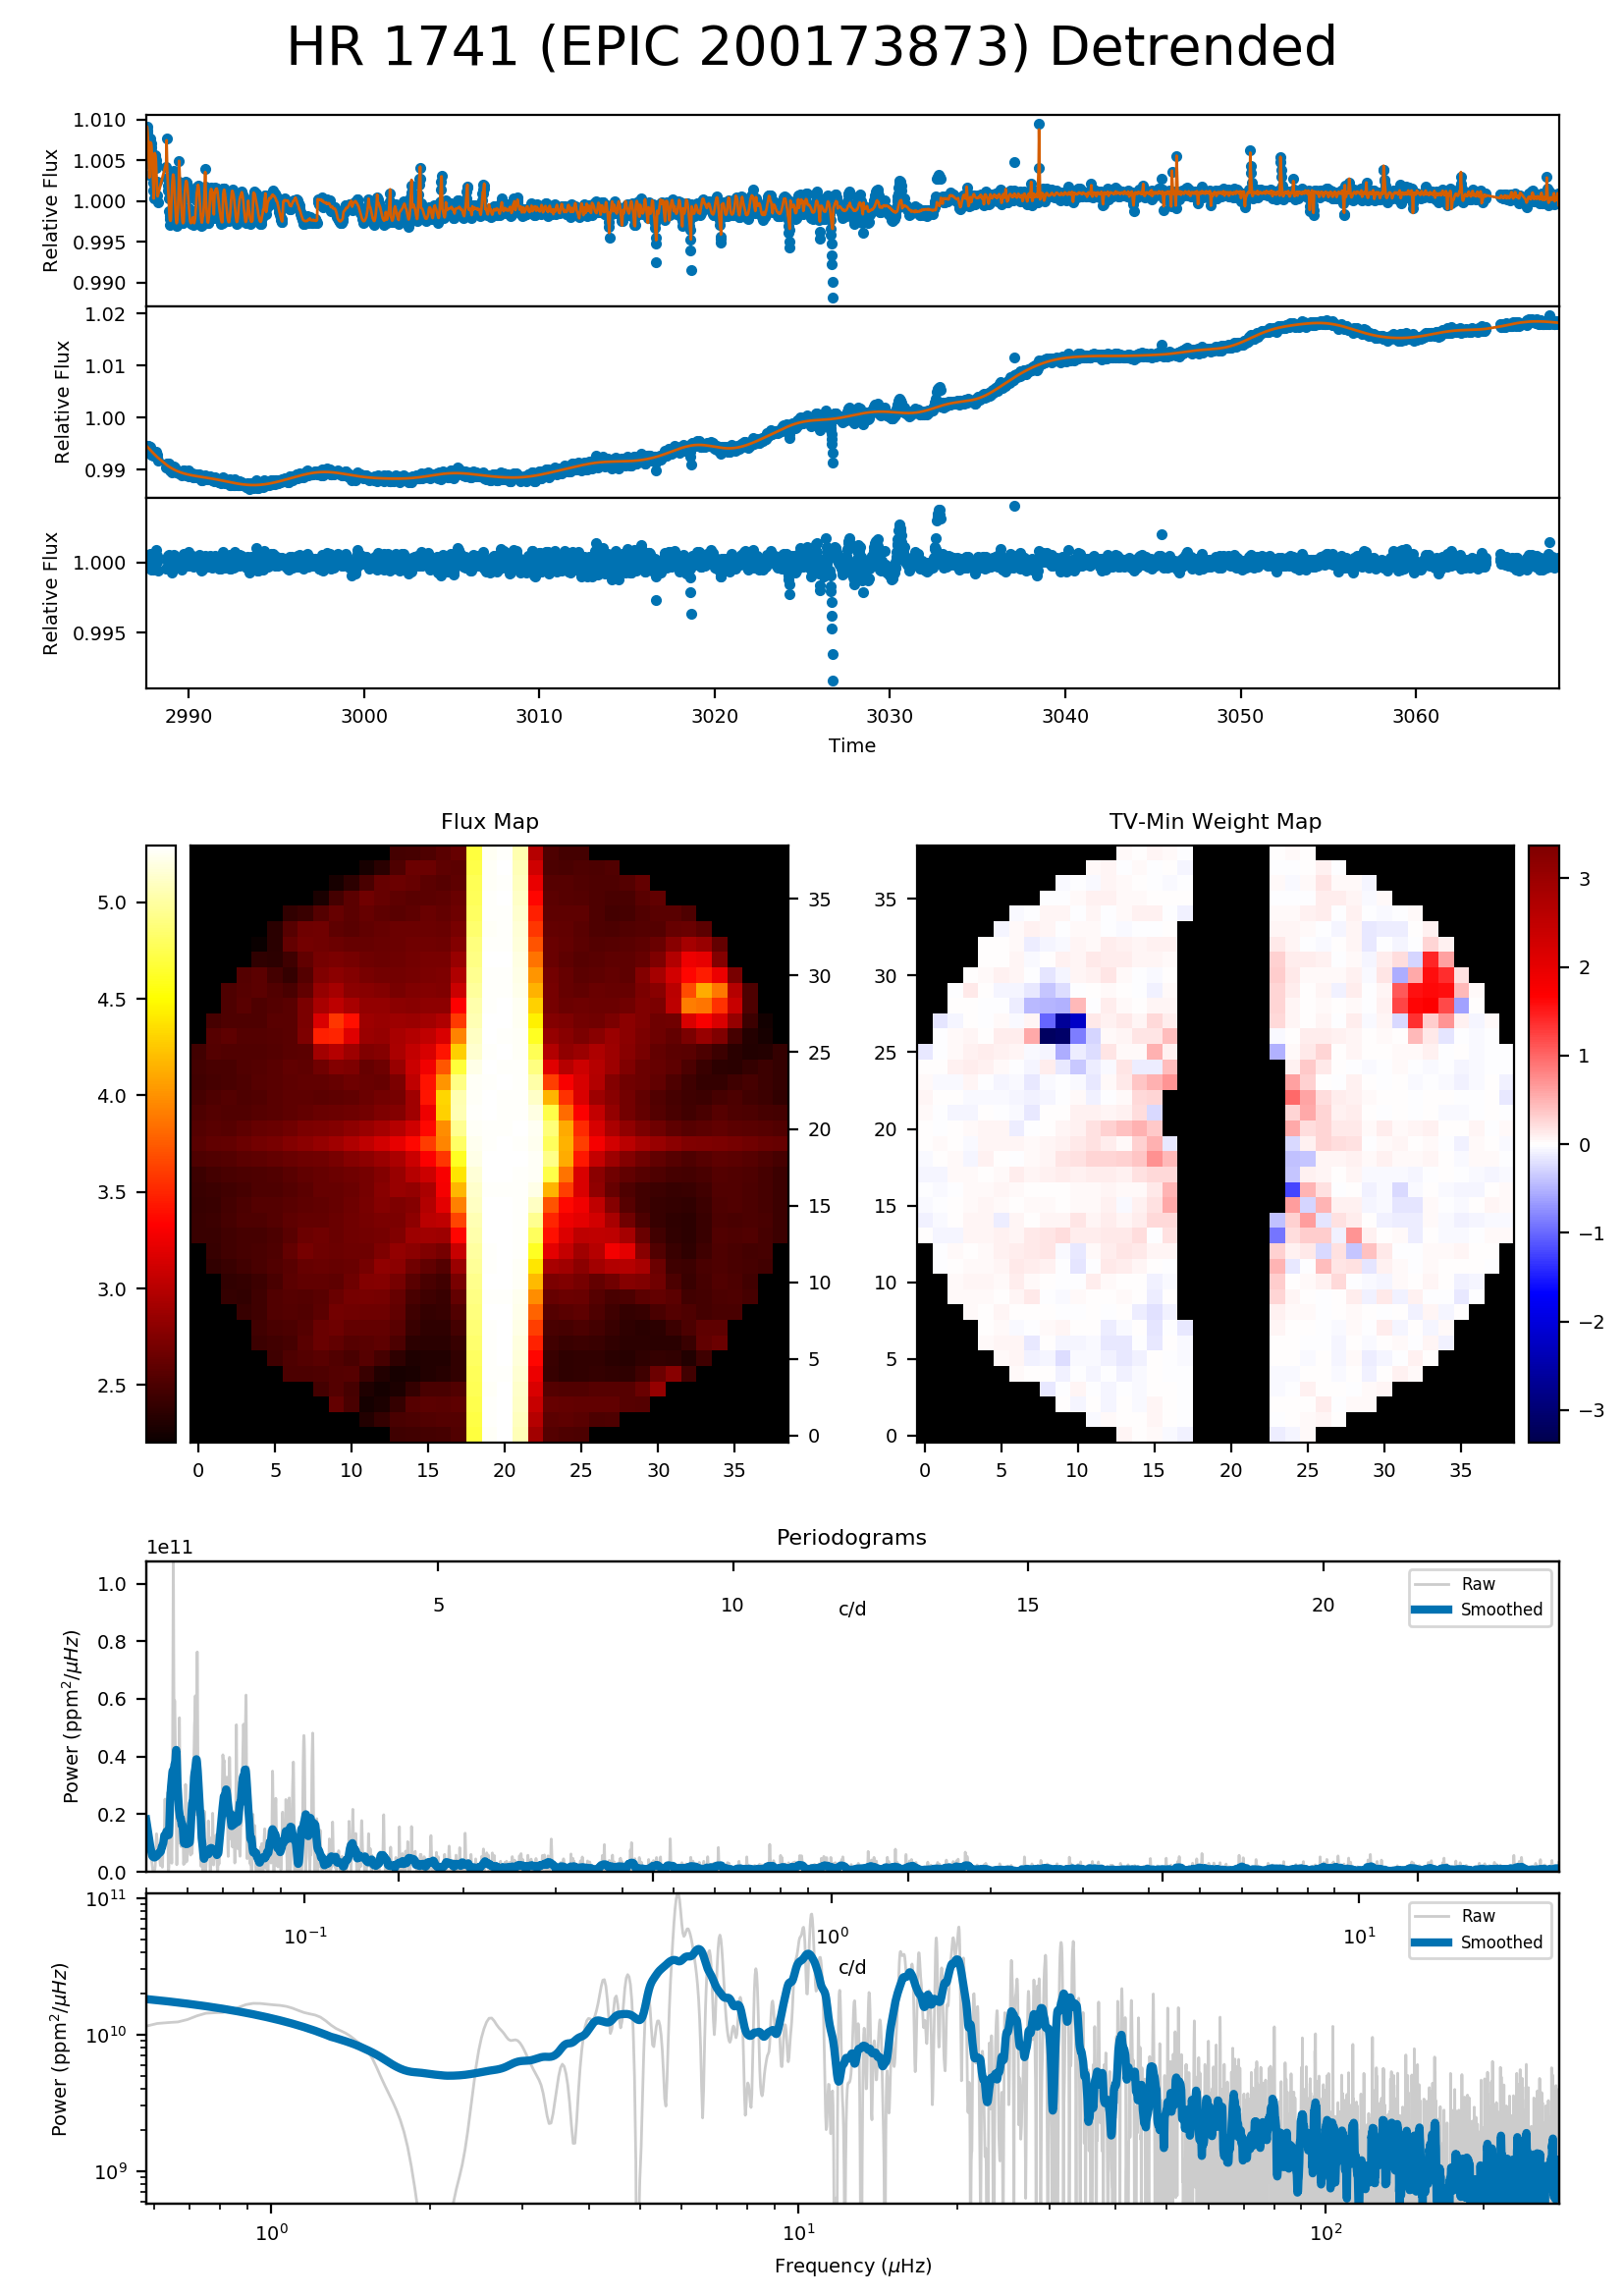 HR 1741 (EPIC 200173873) Detrended
1.010
1.005
1.000
0.995
0.990
Relative Flux
1.02
1.01
1.00
0.99
Relative Flux
1.000
0.995
Relative Flux
2990 3000 3010 3020 3030 3040 3050 3060
Time
Flux Map
TV-Min Weight Map
5.0
4.5
4.0
3.5
3.0
2.5
35
30
25
20
15
10
5
0
0 5 10 15 20 25 30 35
35
30
25
20
15
10
5
0
0 5 10 15 20 25 30 35
3
2
1
0
−1
−2
−3
Periodograms
1e11
1.0
0.8
0.6
0.4
0.2
0.0
Power (ppm²/μHz)
5 10 15 20
c/d
Raw
Smoothed
10¹¹
10¹⁰
10⁹
Power (ppm²/μHz)
10⁻¹ 10⁰ 10¹
c/d
Raw
Smoothed
10⁰ 10¹ 10²
Frequency (μHz)